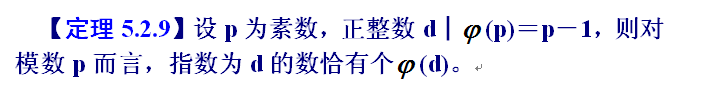 【定理 5.2.9】设 p 为素数，正整数 d | φ(p)＝p－1，则对
模数 p 而言，指数为 d 的数恰有个φ(d)。